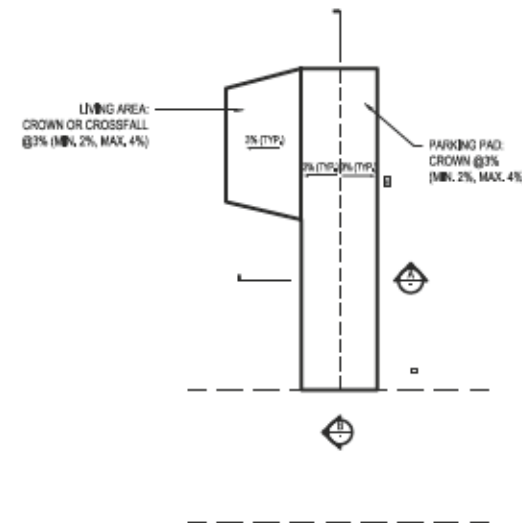 LIVING AREA:
CROWN OR CROSSFALL
@3% (MIN. 2%, MAX. 4%)
3% (TYP.)
3% (TYP.) 3% (TYP.)
PARKING PAD:
CROWN @3%
(MIN. 2%, MAX. 4%
A
B